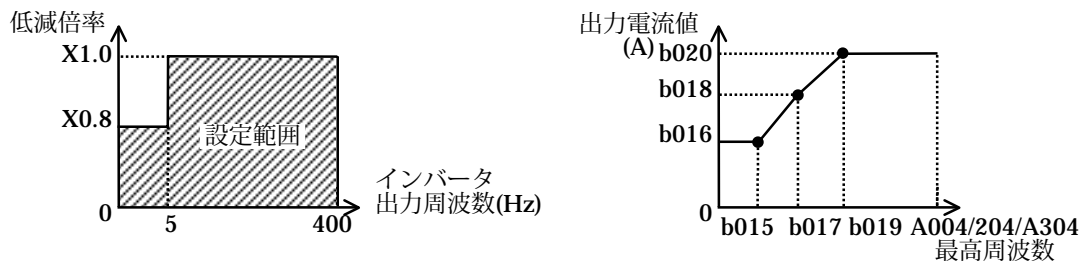 低減倍率
X1.0
X0.8
設定範囲
0
5
400
インバータ
出力周波数(Hz)
出力電流値
(A)
b020
b018
b016
0
b015 b017 b019 A004/204/A304
最高周波数